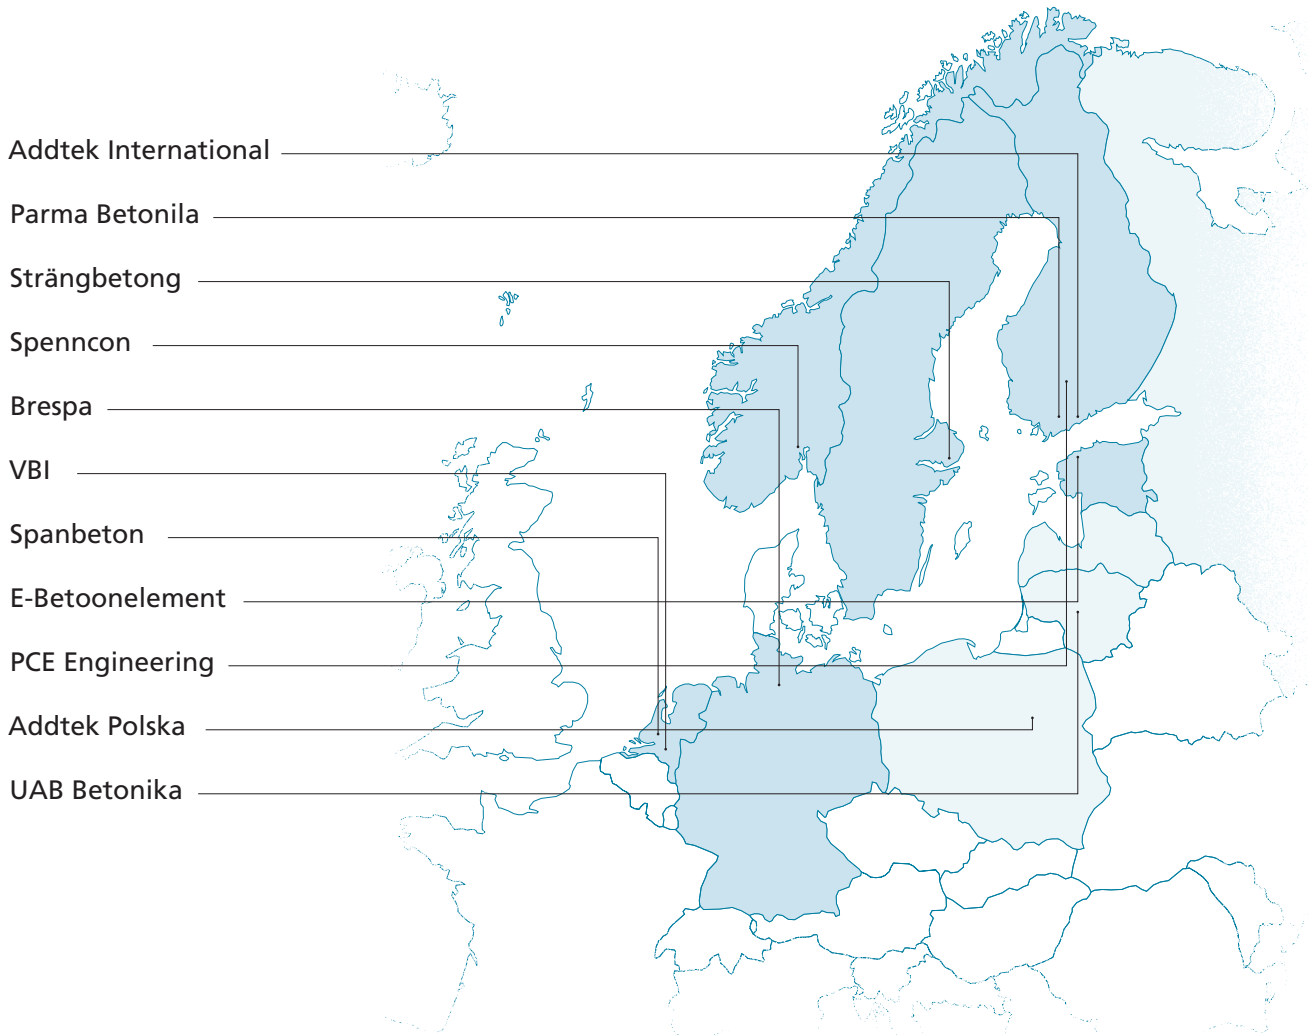 Addtek International
Parma Betonila
Strängbetong
Spenncon
Brespa
VBI
Spanbeton
E-Betoonelement
PCE Engineering
Addtek Polska
UAB Betonika